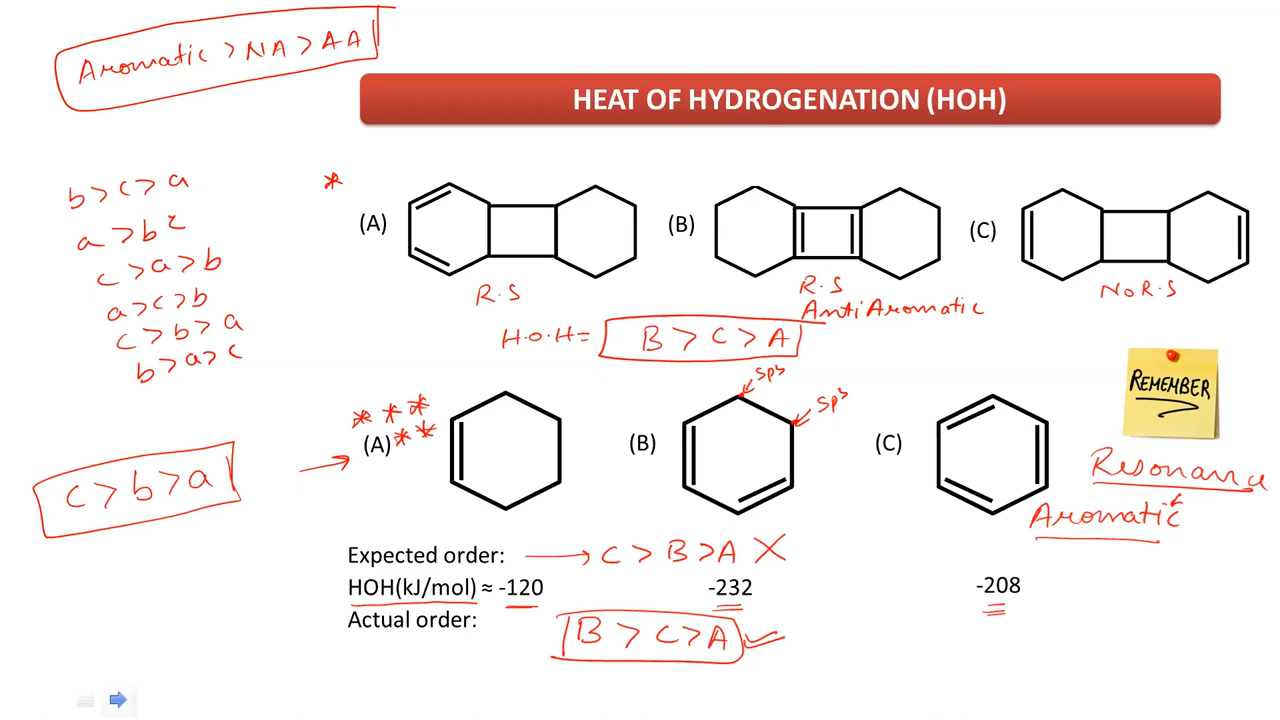 Aromatic > NA > AA
HEAT OF HYDROGENATION (HOH)
b > c > a
a > b c
c > a > b
a > c > b
c > b > a
b > a > c
*
(A)
(B)
(C)
R.S
R.S
AntiAromatic
No R.S
H.O.H = B > C > A
sp3
sp3
REMEMBER
* * *
* *
(A)
(B)
(C)
c > b > a
Resonance
Aromatic
Expected order: → C > B > A X
HOH(kJ/mol) ≈ -120 -232 -208
Actual order: B > C > A ✓